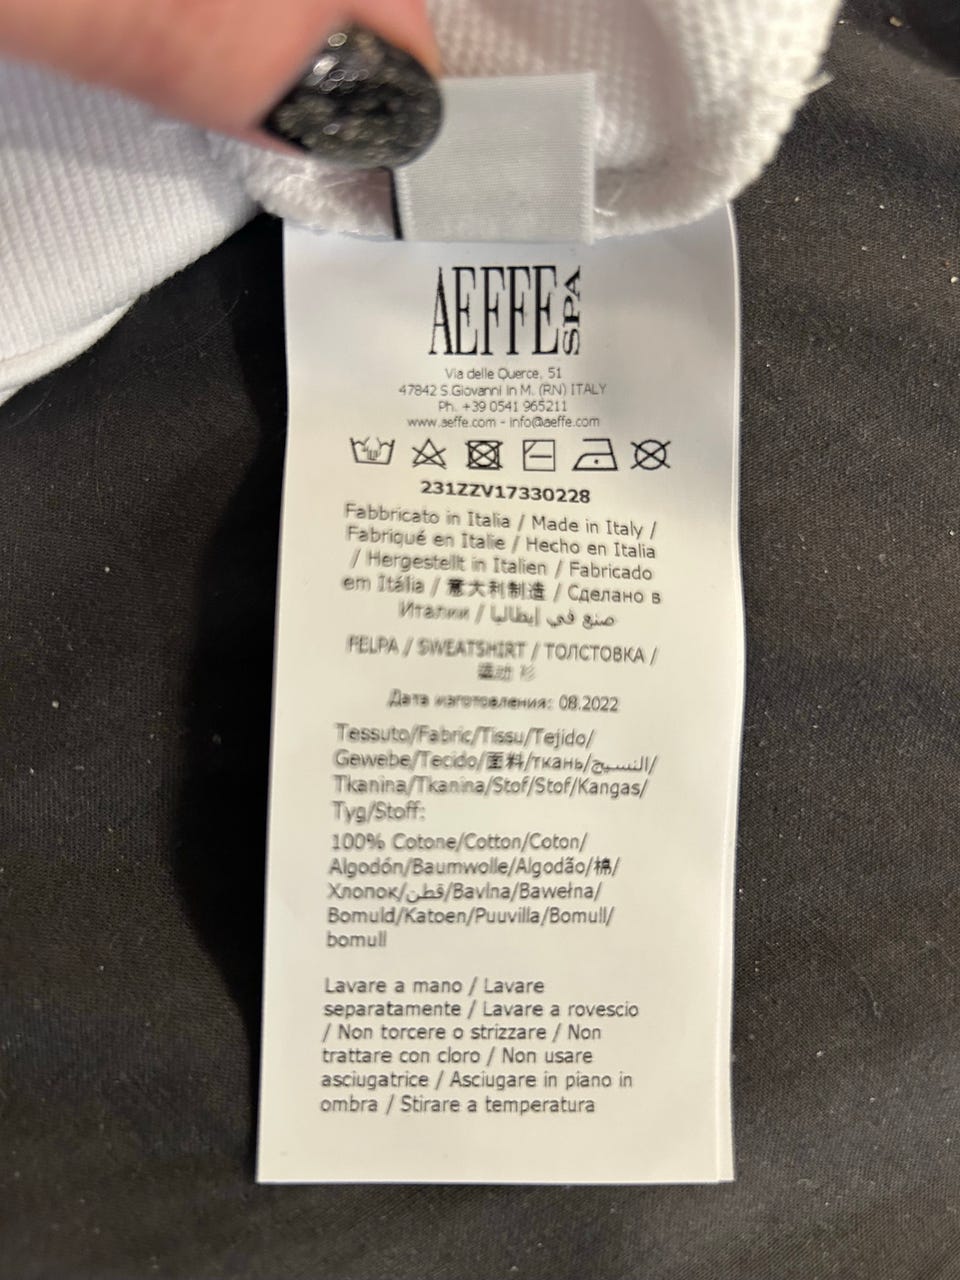 AEFFE SPA
Via delle Querce, 51
47842 S.Giovanni in M. (RN) ITALY
Ph. +39 0541 965211
www.aeffe.com - info@aeffe.com
231ZZV17330228
Fabbricato in Italia / Made in Italy /
Fabriqué en Italie / Hecho en Italia
/ Hergestellt in Italien / Fabricado
em Itália / 意大利制造 / Сделано в
Италии / صنع في إيطاليا
FELPA / SWEATSHIRT / ТОЛСТОВКА /
运动 衫
Дата изготовления: 08.2022
Tessuto/Fabric/Tissu/Tejido/
Gewebe/Tecido/面料/ткань/النسيج/
Tkanina/Tkanina/Stof/Stof/Kangas/
Tyg/Stoff:
100% Cotone/Cotton/Coton/
Algodón/Baumwolle/Algodão/棉/
Хлопок/قطن/Bavlna/Bawełna/
Bomuld/Katoen/Puuvilla/Bomull/
bomull
Lavare a mano / Lavare
separatamente / Lavare a rovescio
/ Non torcere o strizzare / Non
trattare con cloro / Non usare
asciugatrice / Asciugare in piano in
ombra / Stirare a temperatura